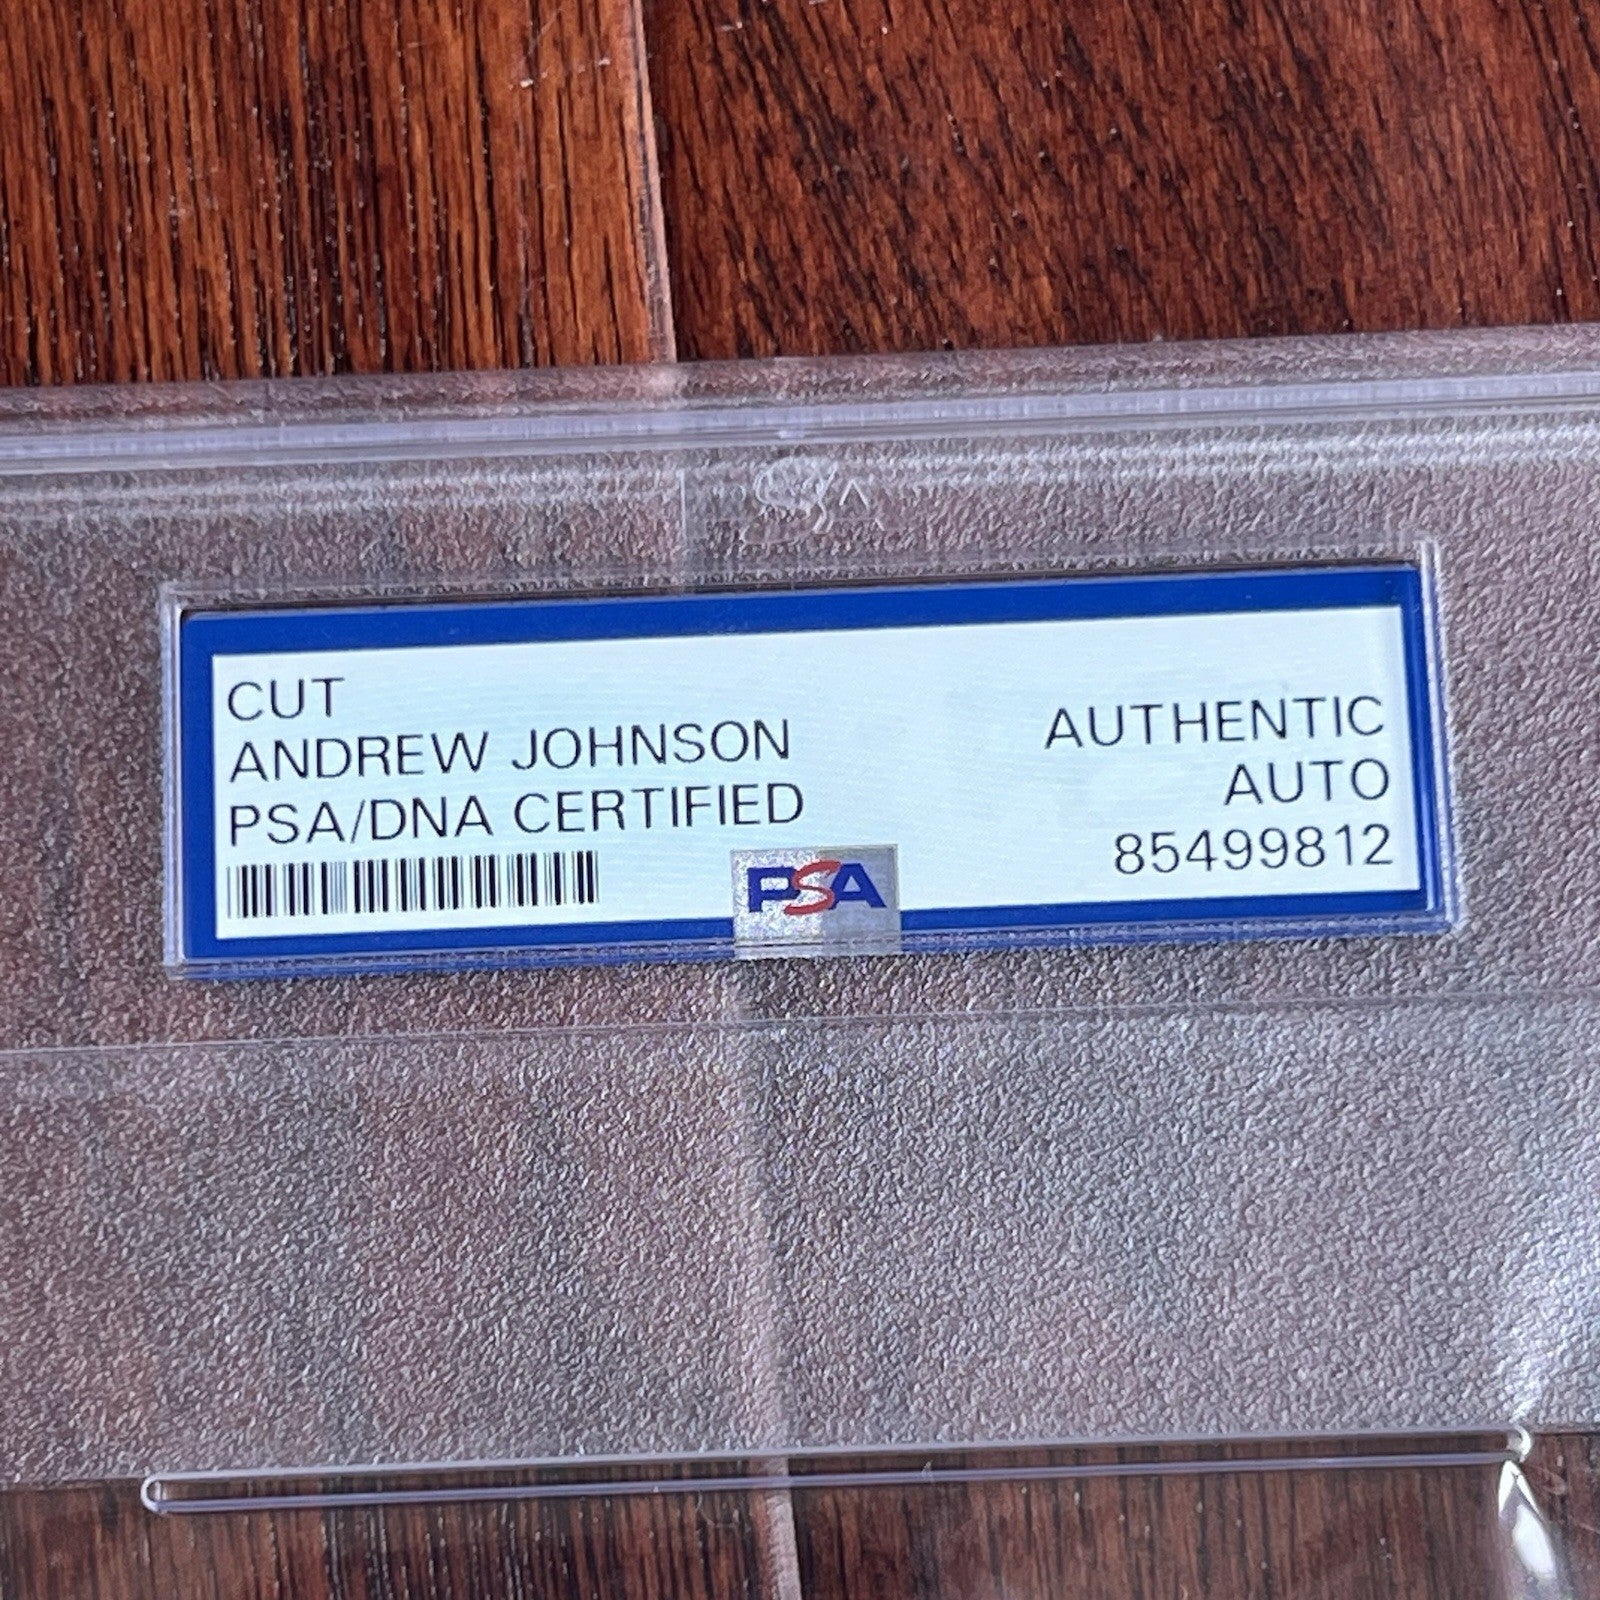 CUT
ANDREW JOHNSON
PSA/DNA CERTIFIED
AUTHENTIC
AUTO
85499812
PSA